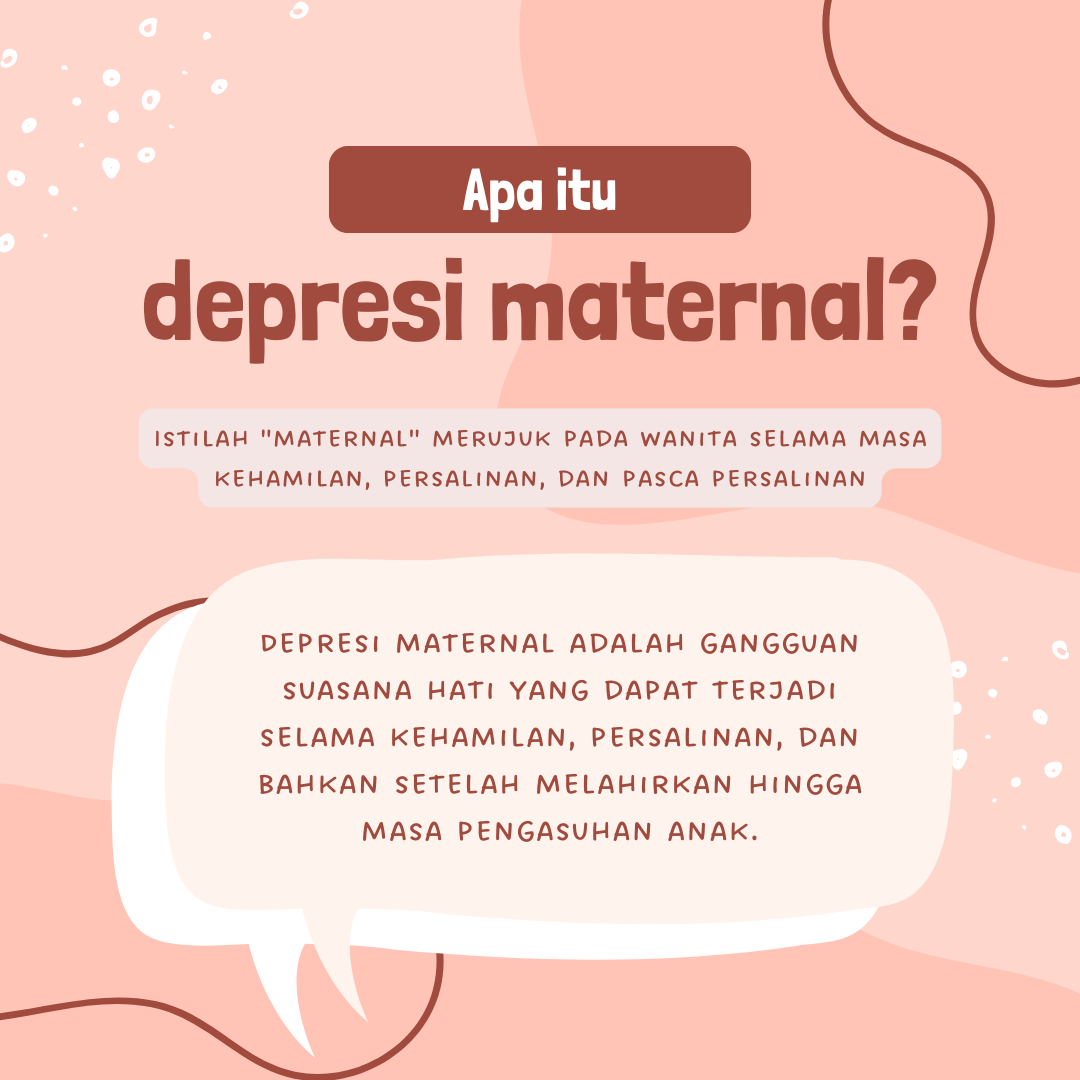 Apa itu
depresi maternal?
ISTILAH "MATERNAL" MERUJUK PADA WANITA SELAMA MASA
KEHAMILAN, PERSALINAN, DAN PASCA PERSALINAN
DEPRESI MATERNAL ADALAH GANGGUAN
SUASANA HATI YANG DAPAT TERJADI
SELAMA KEHAMILAN, PERSALINAN, DAN
BAHKAN SETELAH MELAHIRKAN HINGGA
MASA PENGASUHAN ANAK.